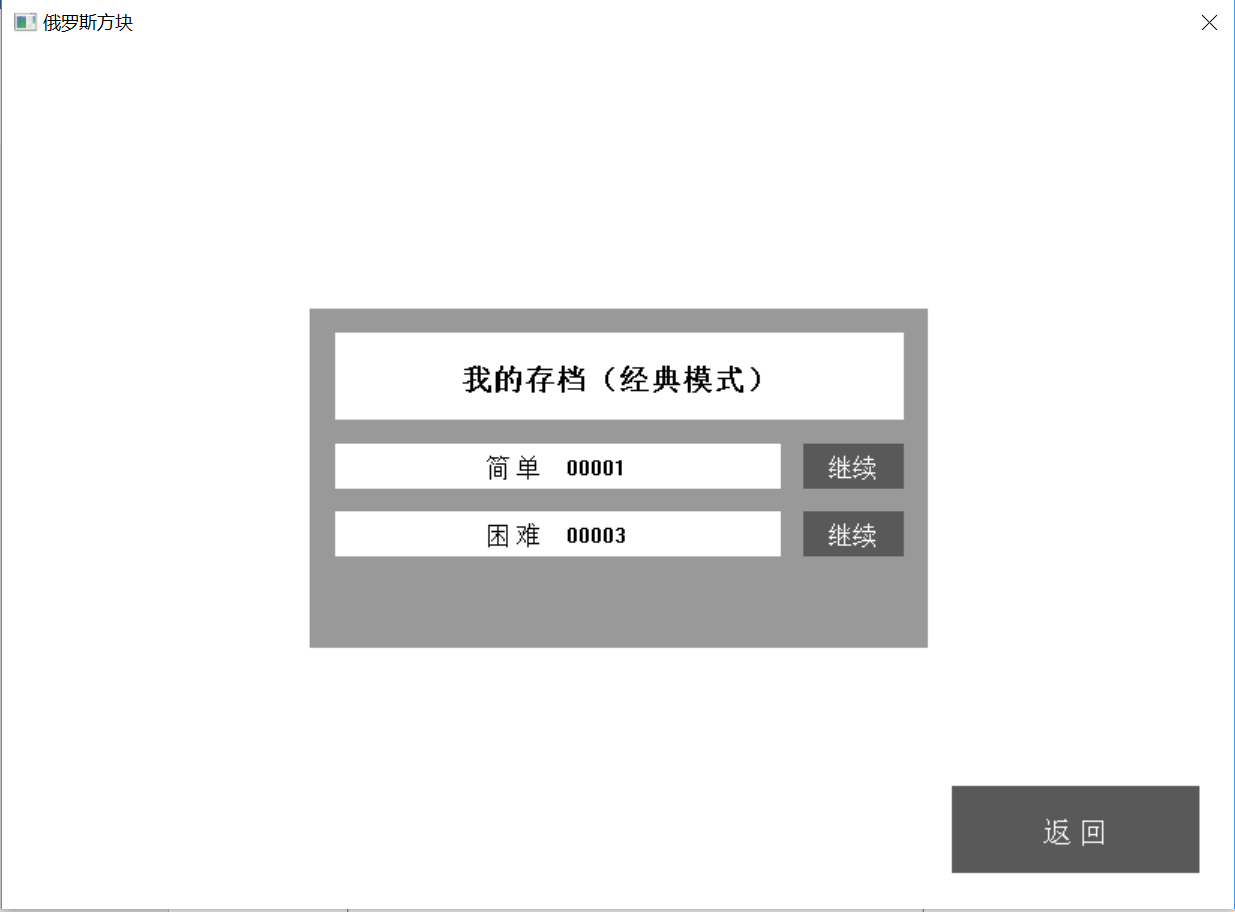 俄罗斯方块
我的存档（经典模式）
简 单 00001 继续
困 难 00003 继续
返 回